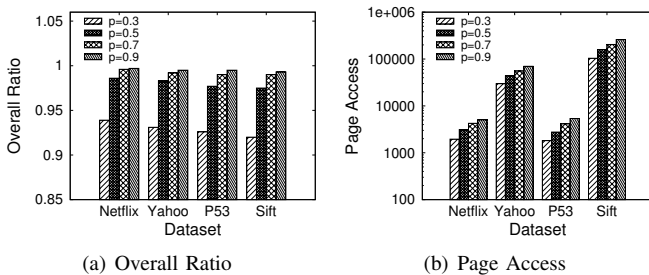 1.05
1
0.95
0.9
0.85
Overall Ratio
p=0.3
p=0.5
p=0.7
p=0.9
Netflix Yahoo P53 Sift
Dataset
(a) Overall Ratio
1e+006
100000
10000
1000
100
Page Access
p=0.3
p=0.5
p=0.7
p=0.9
Netflix Yahoo P53 Sift
Dataset
(b) Page Access